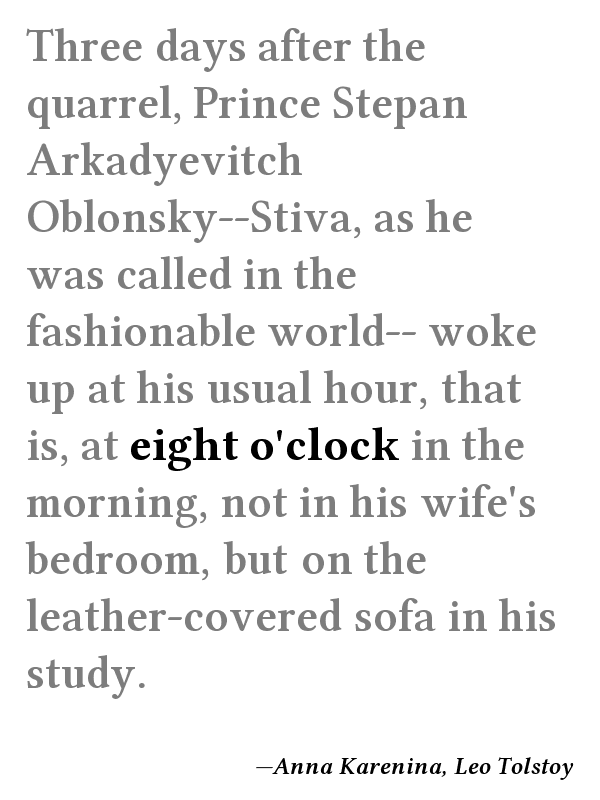 Three days after the
quarrel, Prince Stepan
Arkadyevitch
Oblonsky--Stiva, as he
was called in the
fashionable world-- woke
up at his usual hour, that
is, at eight o'clock in the
morning, not in his wife's
bedroom, but on the
leather-covered sofa in his
study.
—Anna Karenina, Leo Tolstoy